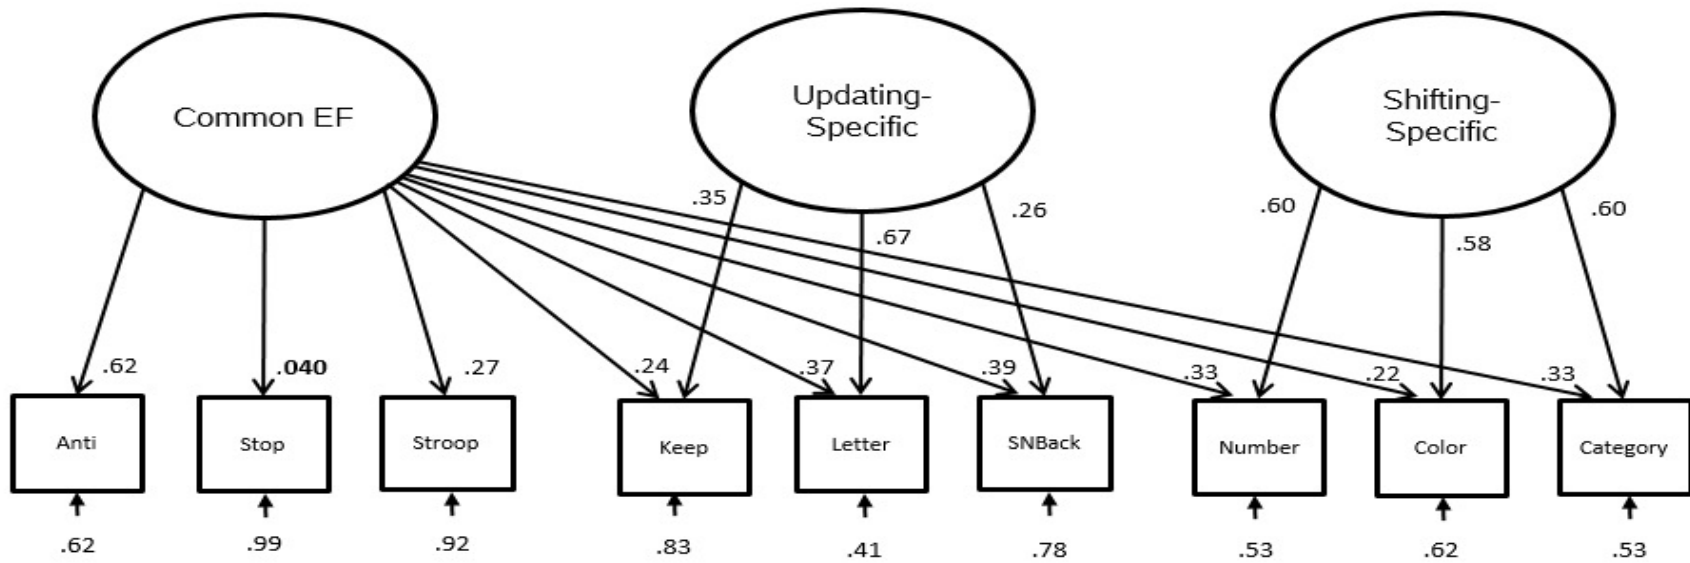 Common EF
Updating-
Specific
Shifting-
Specific
.35
.26
.60
.60
.67
.58
.62
.040
.27
.24
.37
.39
.33
.22
.33
Anti
Stop
Stroop
Keep
Letter
SNBack
Number
Color
Category
.62
.99
.92
.83
.41
.78
.53
.62
.53